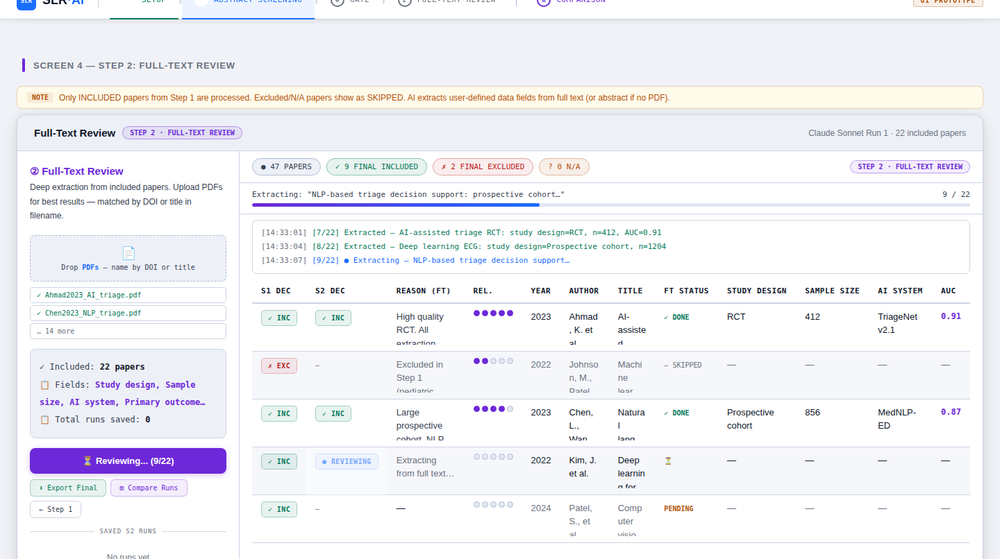 SLR SLR·AI › ABSTRACT SCREENING › GATE › 2 FULL-TEXT REVIEW COMPARISON UI PROTOTYPE
SCREEN 4 — STEP 2: FULL-TEXT REVIEW
NOTE Only INCLUDED papers from Step 1 are processed. Excluded/N/A papers show as SKIPPED. AI extracts user-defined data fields from full text (or abstract if no PDF).
Full-Text Review STEP 2 · FULL-TEXT REVIEW Claude Sonnet Run 1 · 22 included papers
② Full-Text Review
Deep extraction from included papers. Upload PDFs
for best results — matched by DOI or title in
filename.
📄
Drop PDFs — name by DOI or title
✓ Ahmad2023_AI_triage.pdf
✓ Chen2023_NLP_triage.pdf
… 14 more
✓ Included: 22 papers
📋 Fields: Study design, Sample
size, AI system, Primary outcome…
📋 Total runs saved: 0
⏳ Reviewing... (9/22)
⬇ Export Final ⊞ Compare Runs
← Step 1
SAVED S2 RUNS
No runs yet
● 47 PAPERS ✓ 9 FINAL INCLUDED ✗ 2 FINAL EXCLUDED ? 0 N/A STEP 2 · FULL-TEXT REVIEW
Extracting: "NLP-based triage decision support: prospective cohort…" 9 / 22
[14:33:01] [7/22] Extracted — AI-assisted triage RCT: study design=RCT, n=412, AUC=0.91
[14:33:04] [8/22] Extracted — Deep learning ECG: study design=Prospective cohort, n=1204
[14:33:07] [9/22] ● Extracting — NLP-based triage decision support…
S1 DEC S2 DEC REASON (FT) REL. YEAR AUTHOR TITLE FT STATUS STUDY DESIGN SAMPLE SIZE AI SYSTEM AUC
✓ INC ✓ INC High quality 2023 Ahmad AI- ✓ DONE RCT 412 TriageNet 0.91
RCT. All , K. et assiste v2.1
extraction al. d
✗ EXC — Excluded in 2022 Johnso Machi — SKIPPED — — — —
Step 1 n, M., ne
(pediatric Patel lear
✓ INC ✓ INC Large 2023 Chen, Natura ✓ DONE Prospective 856 MedNLP- 0.87
prospective L., l cohort ED
cohort. NLP Wan lang
✓ INC ● REVIEWING Extracting 2022 Kim, J. Deep ⏳ — — — —
from full text… et al. learnin
g for
✓ INC — — 2024 Patel, Comp PENDING — — — —
S., et uter
al. visio